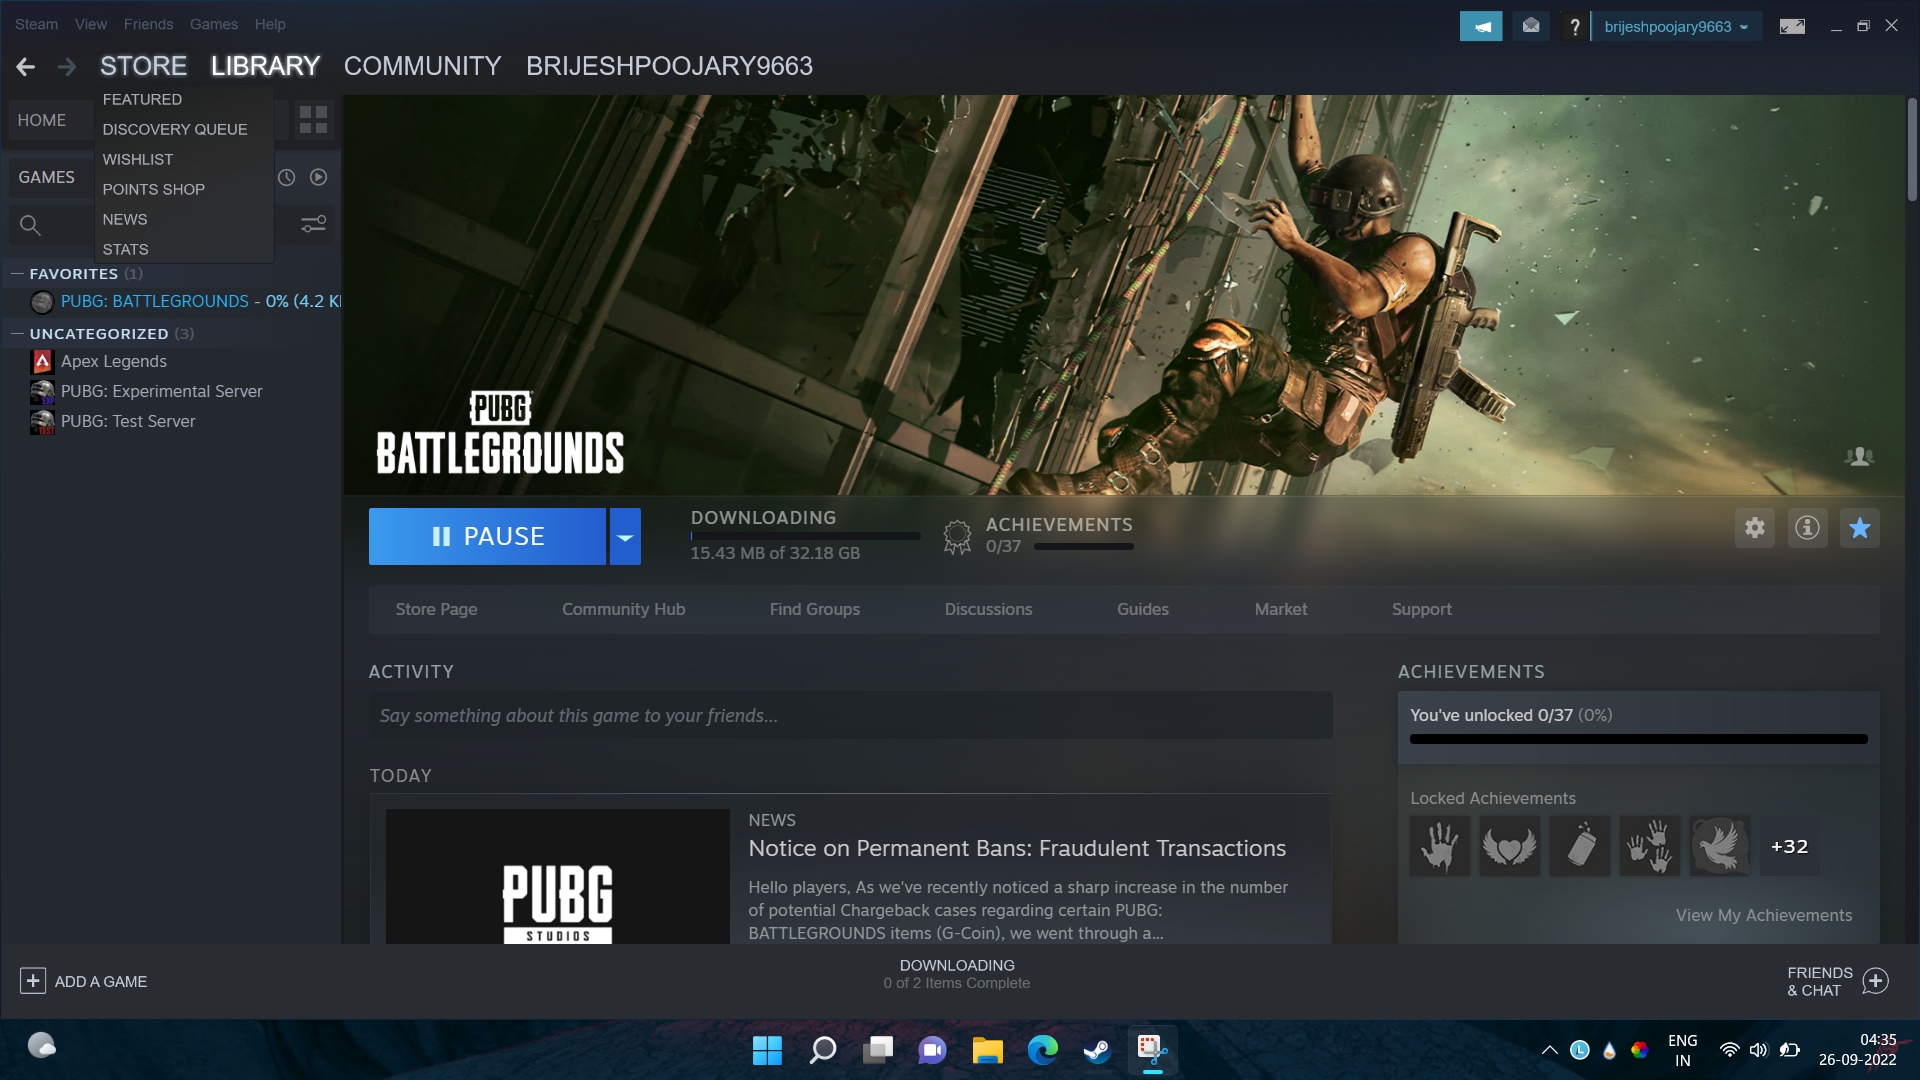 Steam View Friends Games Help
? brijeshpoojary9663
STORE LIBRARY COMMUNITY BRIJESHPOOJARY9663
FEATURED
HOME
DISCOVERY QUEUE
WISHLIST
GAMES
POINTS SHOP
NEWS
STATS
FAVORITES (1)
PUBG: BATTLEGROUNDS - 0% (4.2
UNCATEGORIZED (3)
Apex Legends
PUBG: Experimental Server
PUBG: Test Server
PUBG
BATTLEGROUNDS
PAUSE
DOWNLOADING
15.43 MB of 32.18 GB
ACHIEVEMENTS
0/37
Store Page Community Hub Find Groups Discussions Guides Market Support
ACTIVITY
Say something about this game to your friends...
TODAY
PUBG
STUDIOS
NEWS
Notice on Permanent Bans: Fraudulent Transactions
Hello players, As we've recently noticed a sharp increase in the number
of potential Chargeback cases regarding certain PUBG:
BATTLEGROUNDS items (G-Coin), we went through a...
ACHIEVEMENTS
You've unlocked 0/37 (0%)
Locked Achievements
+32
View My Achievements
ADD A GAME
DOWNLOADING
0 of 2 Items Complete
FRIENDS
& CHAT
ENG
IN
04:35
26-09-2022